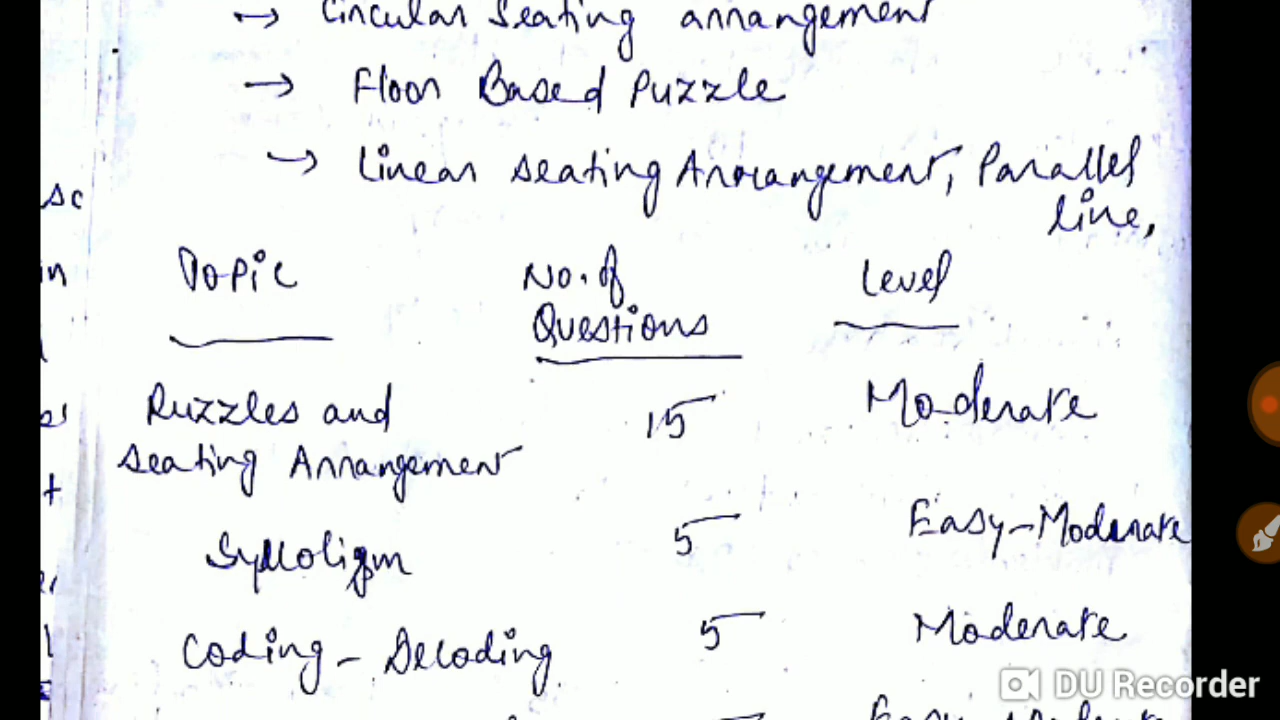 → Circular Seating arrangement
→ Floor Based Puzzle
→ Linear seating Arrangement, Parallel
line,
Topic No. of Level
Questions
Puzzles and 15 Moderate
seating Arrangement
Sylloligm 5 Easy-Moderate
Coding - Decoding 5 Moderate
DU Recorder